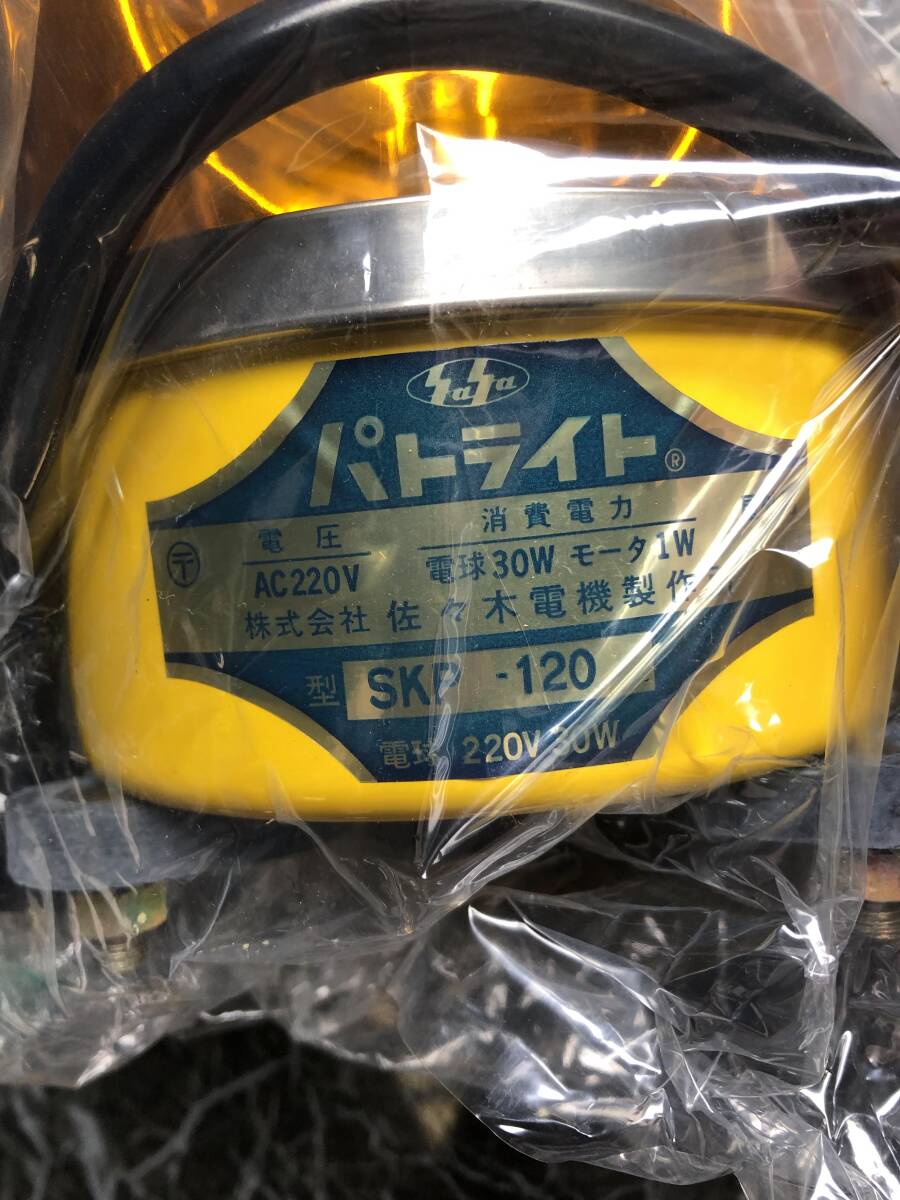 SaSa
パトライト®
電圧 消費電力
〒 AC220V 電球30W モータ1W
株式会社 佐々木電機製作
型 SKP -120
電球 220V 30W